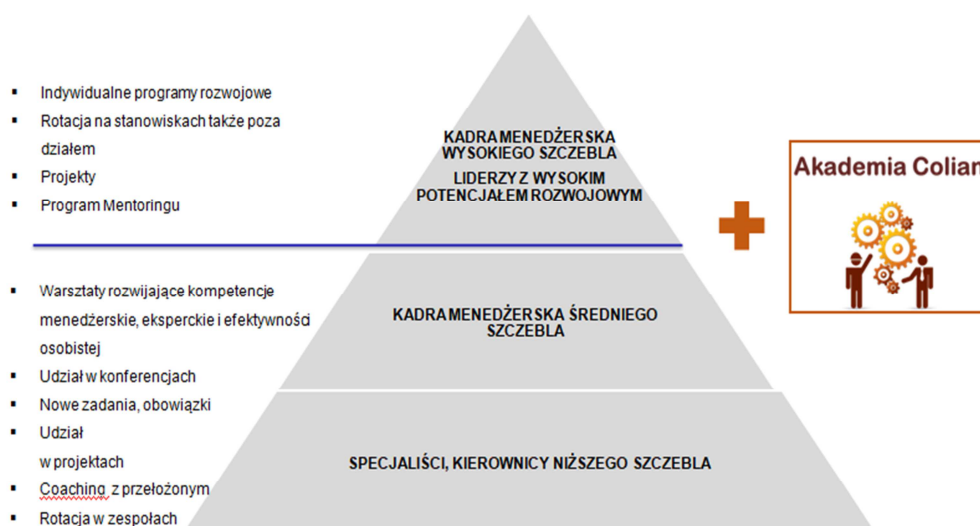 Indywidualne programy rozwojowe
Rotacja na stanowiskach także poza
działem
Projekty
Program Mentoringu
KADRA MENEDŻERSKA
WYSOKIEGO SZCZEBLA
LIDERZY Z WYSOKIM
POTENCJAŁEM ROZWOJOWYM
Akademia Colian
Warsztaty rozwijające kompetencje
menedżerskie, eksperckie i efektywności
osobistej
Udział w konferencjach
Nowe zadania, obowiązki
Udział
w projektach
Coaching z przełożonym
Rotacja w zespołach
KADRA MENEDŻERSKA ŚREDNIEGO
SZCZEBLA
SPECJALIŚCI, KIEROWNICY NIŻSZEGO SZCZEBLA